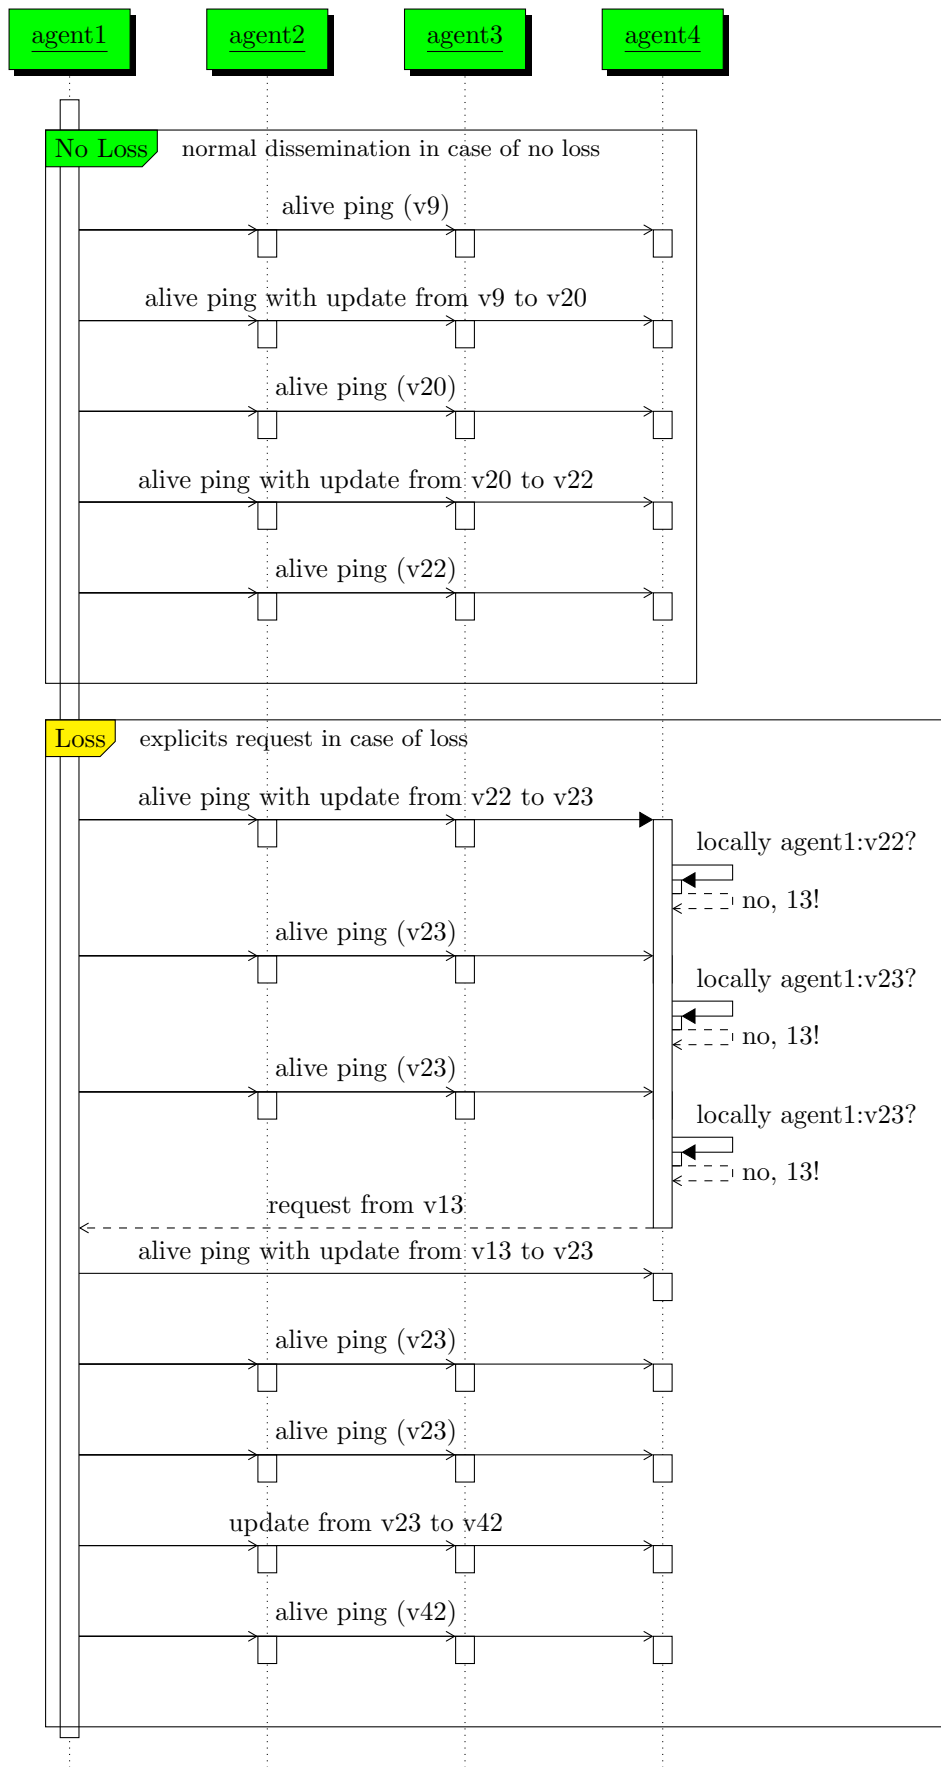 agent1
agent2
agent3
agent4
No Loss
normal dissemination in case of no loss
alive ping (v9)
alive ping with update from v9 to v20
alive ping (v20)
alive ping with update from v20 to v22
alive ping (v22)
Loss
explicits request in case of loss
alive ping with update from v22 to v23
locally agent1:v22?
no, 13!
alive ping (v23)
locally agent1:v23?
no, 13!
alive ping (v23)
locally agent1:v23?
no, 13!
request from v13
alive ping with update from v13 to v23
alive ping (v23)
alive ping (v23)
update from v23 to v42
alive ping (v42)